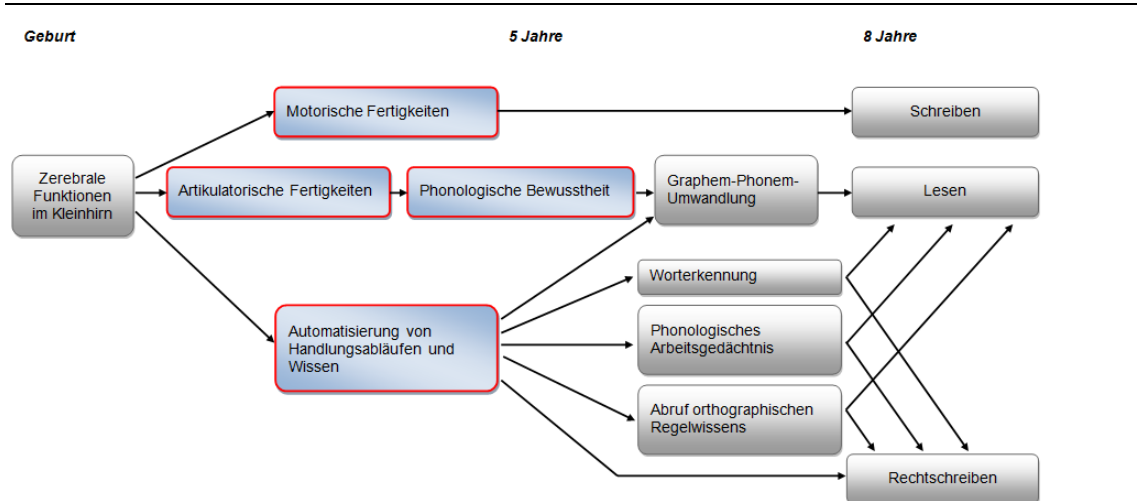 Geburt
5 Jahre
8 Jahre
Motorische Fertigkeiten
Schreiben
Zerebrale
Funktionen
im Kleinhirn
Artikulatorische Fertigkeiten
Phonologische Bewusstheit
Graphem-Phonem-
Umwandlung
Lesen
Worterkennung
Automatisierung von
Handlungsabläufen und
Wissen
Phonologisches
Arbeitsgedächtnis
Abruf orthographischen
Regelwissens
Rechtschreiben